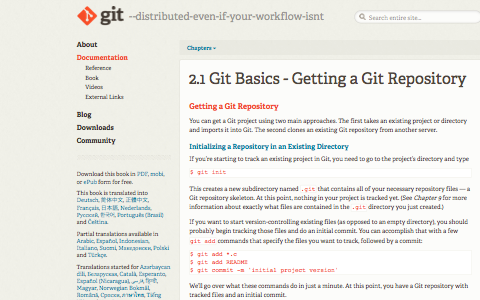 git --distributed-even-if-your-workflow-isnt
Search entire site...
About
Documentation
Reference
Book
Videos
External Links
Blog
Downloads
Community
Download this book in PDF, mobi,
or ePub form for free.
This book is translated into
Deutsch, 简体中文, 正體中文,
Français, 日本語, Nederlands,
Русский, 한국어, Português (Brasil)
and Čeština.
Partial translations available in
Arabic, Español, Indonesian,
Italiano, Suomi, Македонски, Polski
and Türkçe.
Translations started for Azərbaycan
dili, Беларуская, Català, Esperanto,
Español (Nicaragua),
Magyar, Norwegian Bokmål,
Română, Српски, ภาษาไทย, Tiếng
Chapters
2.1 Git Basics - Getting a Git Repository
Getting a Git Repository
You can get a Git project using two main approaches. The first takes an existing project or directory
and imports it into Git. The second clones an existing Git repository from another server.
Initializing a Repository in an Existing Directory
If you're starting to track an existing project in Git, you need to go to the project's directory and type
$ git init
This creates a new subdirectory named .git that contains all of your necessary repository files — a
Git repository skeleton. At this point, nothing in your project is tracked yet. (See Chapter 9 for more
information about exactly what files are contained in the .git directory you just created.)
If you want to start version-controlling existing files (as opposed to an empty directory), you should
probably begin tracking those files and do an initial commit. You can accomplish that with a few
git add commands that specify the files you want to track, followed by a commit:
$ git add *.c
$ git add README
$ git commit -m 'initial project version'
We'll go over what these commands do in just a minute. At this point, you have a Git repository with
tracked files and an initial commit.